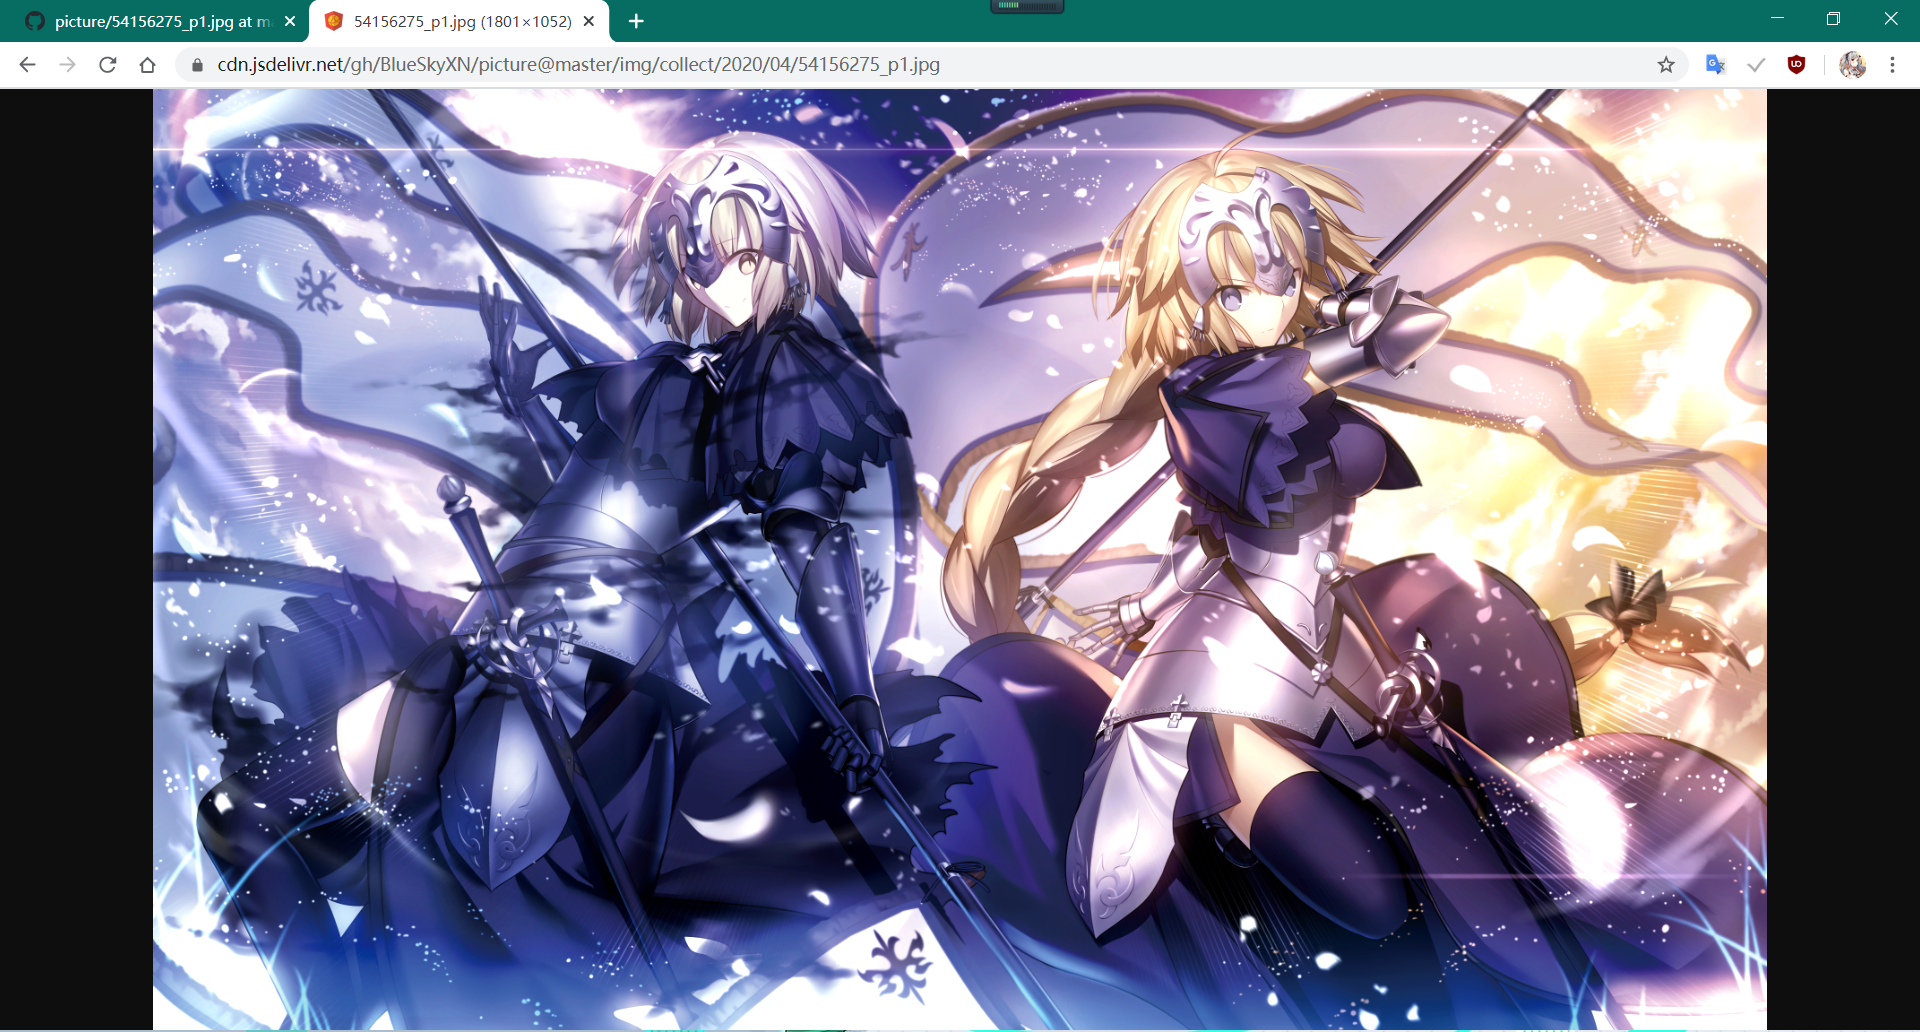 picture/54156275_p1.jpg at m
54156275_p1.jpg (1801×1052)
cdn.jsdelivr.net/gh/BlueSkyXN/picture@master/img/collect/2020/04/54156275_p1.jpg